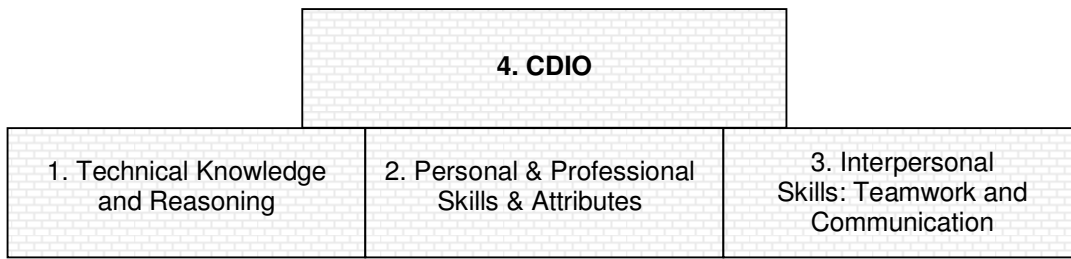 4. CDIO
1. Technical Knowledge
and Reasoning
2. Personal & Professional
Skills & Attributes
3. Interpersonal
Skills: Teamwork and
Communication